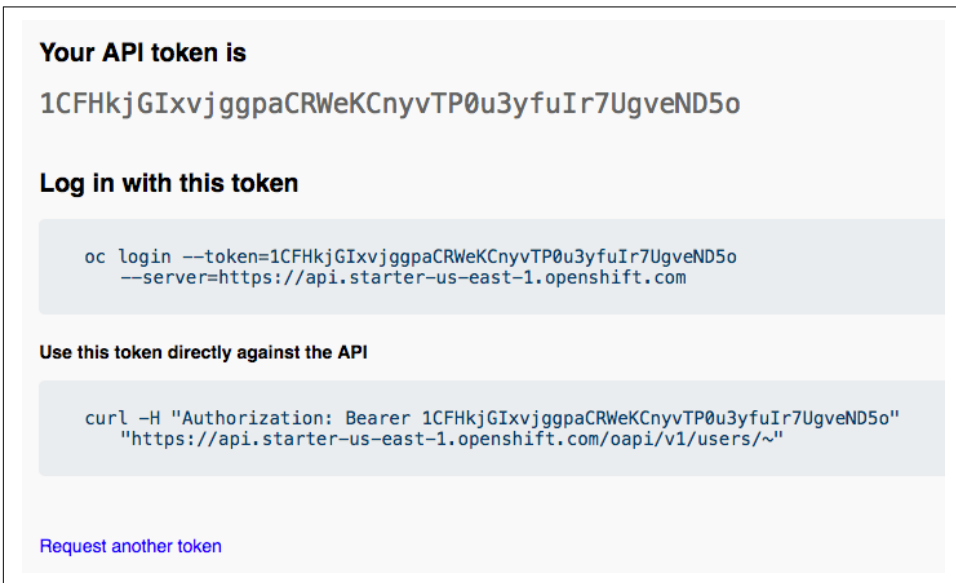 Your API token is
1CFHkjGIxvjggpaCRWeKCnyvTP0u3yfuIr7UgveND5o
Log in with this token
oc login --token=1CFHkjGIxvjggpaCRWeKCnyvTP0u3yfuIr7UgveND5o
--server=https://api.starter-us-east-1.openshift.com
Use this token directly against the API
curl -H "Authorization: Bearer 1CFHkjGIxvjggpaCRWeKCnyvTP0u3yfuIr7UgveND5o"
"https://api.starter-us-east-1.openshift.com/oapi/v1/users/~"
Request another token